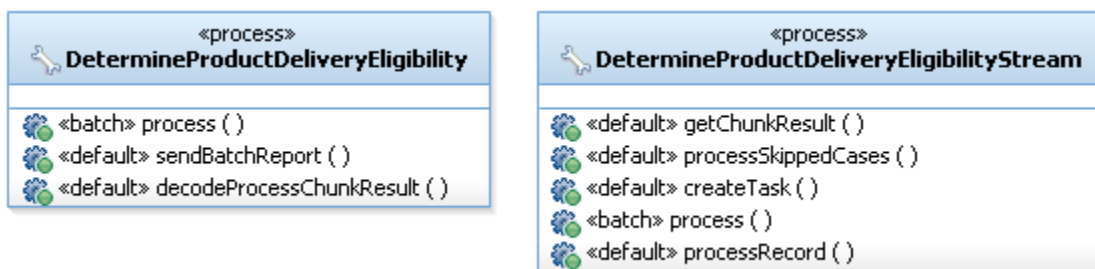 «process»
DetermineProductDeliveryEligibility
«batch» process ( )
«default» sendBatchReport ( )
«default» decodeProcessChunkResult ( )
«process»
DetermineProductDeliveryEligibilityStream
«default» getChunkResult ( )
«default» processSkippedCases ( )
«default» createTask ( )
«batch» process ( )
«default» processRecord ( )